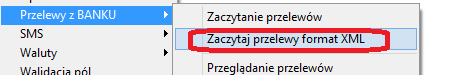 Przelewy z BANKU
SMS
Waluty
Walidacja pól
Zaczytanie przelewów
Zaczytaj przelewy format XML
Przeglądanie przelewów